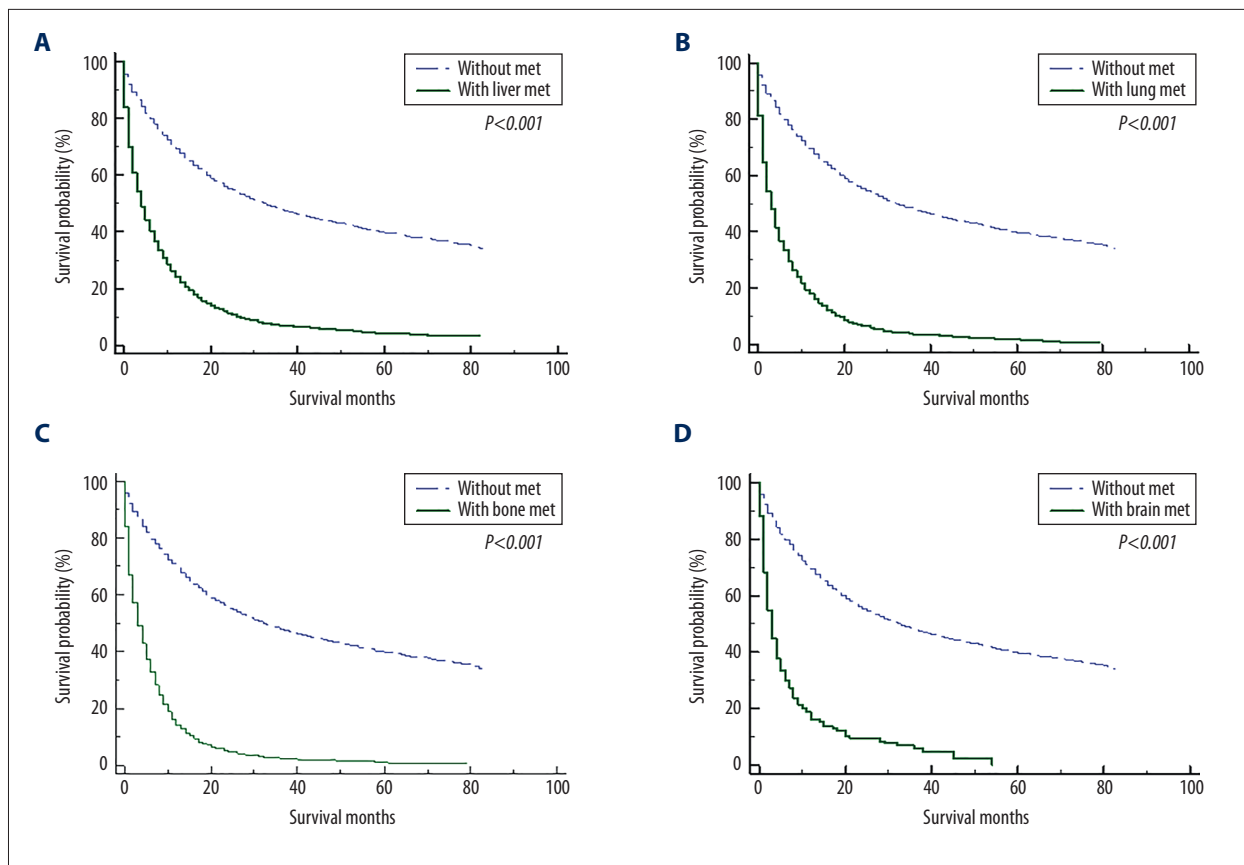 A
Survival probability (%)
100
80
60
40
20
0
0 20 40 60 80 100
Survival months
Without met
With liver met
P<0.001
B
Survival probability (%)
100
80
60
40
20
0
0 20 40 60 80 100
Survival months
Without met
With lung met
P<0.001
C
Survival probability (%)
100
80
60
40
20
0
0 20 40 60 80 100
Survival months
Without met
With bone met
P<0.001
D
Survival probability (%)
100
80
60
40
20
0
0 20 40 60 80 100
Survival months
Without met
With brain met
P<0.001